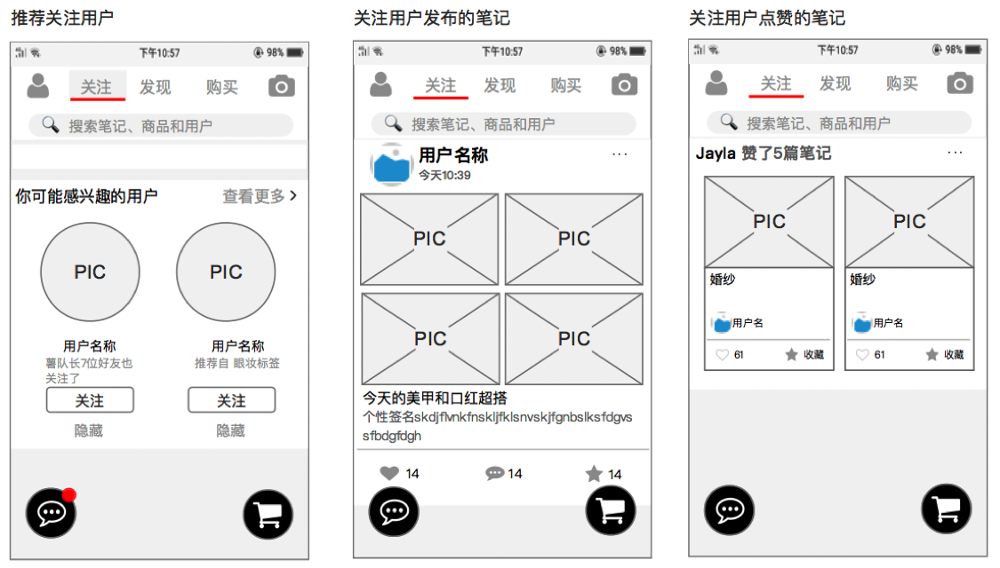 推荐关注用户
下午10:57
98%
关注 发现 购买
搜索笔记、商品和用户
你可能感兴趣的用户 查看更多 >
PIC PIC
用户名称
薯队长7位好友也
关注了
关注
隐藏
用户名称
推荐自 眼妆标签
关注
隐藏
关注用户发布的笔记
下午10:57
98%
关注 发现 购买
搜索笔记、商品和用户
用户名称 ...
今天10:39
PIC PIC
PIC PIC
今天的美甲和口红超搭
个性签名skdjflvnkfnskljfklsnvskjfgnbslksfdgvs
sfbdgfdgh
14 14 14
关注用户点赞的笔记
下午10:57
98%
关注 发现 购买
搜索笔记、商品和用户
Jayla 赞了5篇笔记 ...
PIC
婚纱
用户名
61 收藏
PIC
婚纱
用户名
61 收藏